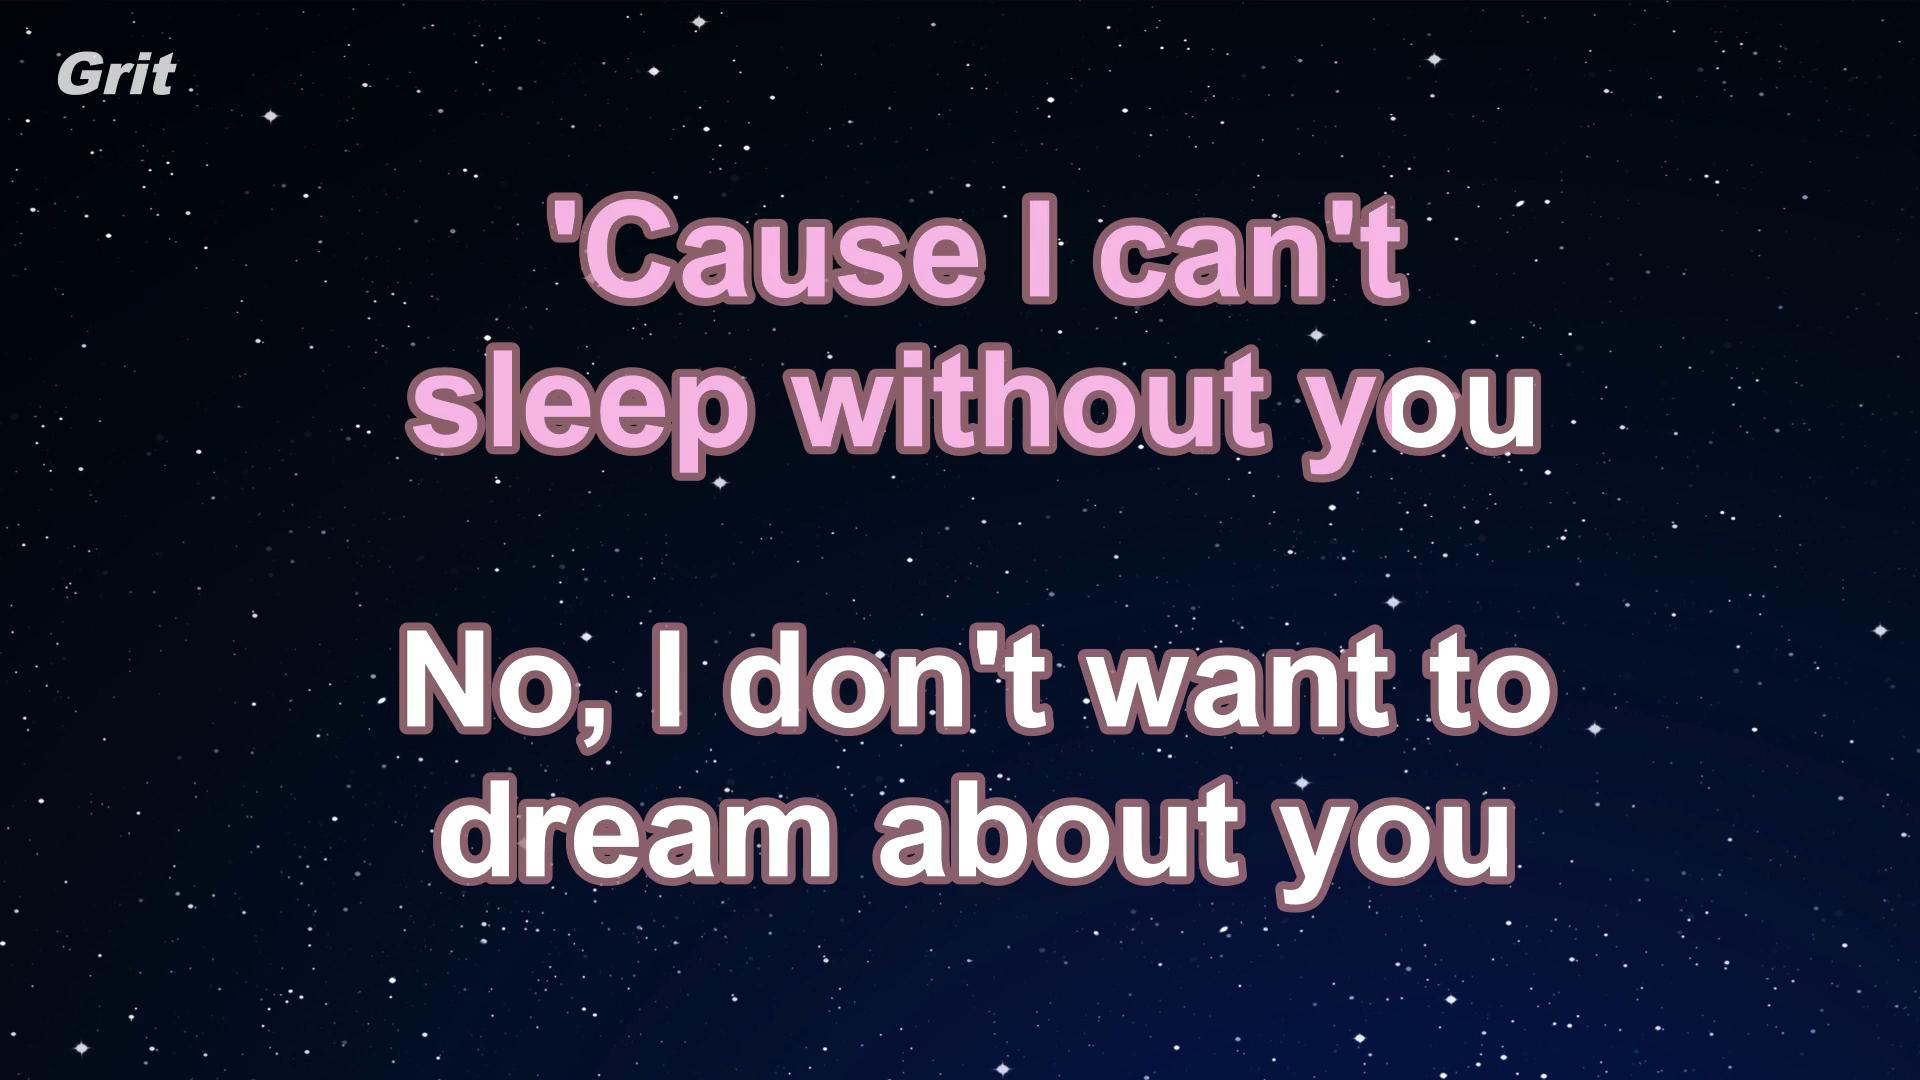 Grit
'Cause I can't
sleep without you
No, I don't want to
dream about you